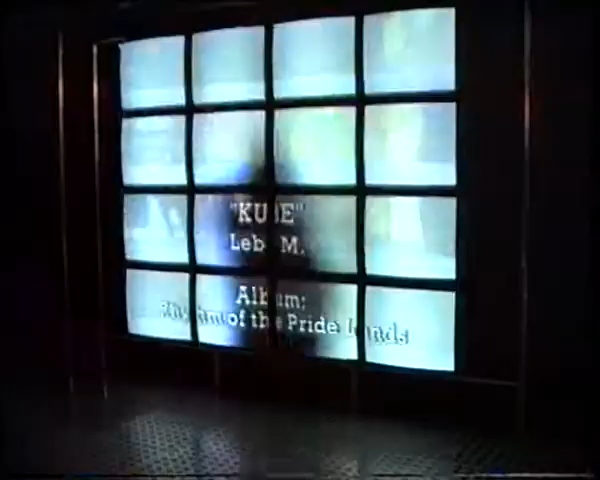 "KUBE"
Lebo M.
Album:
Rhythm of the Pride Lands